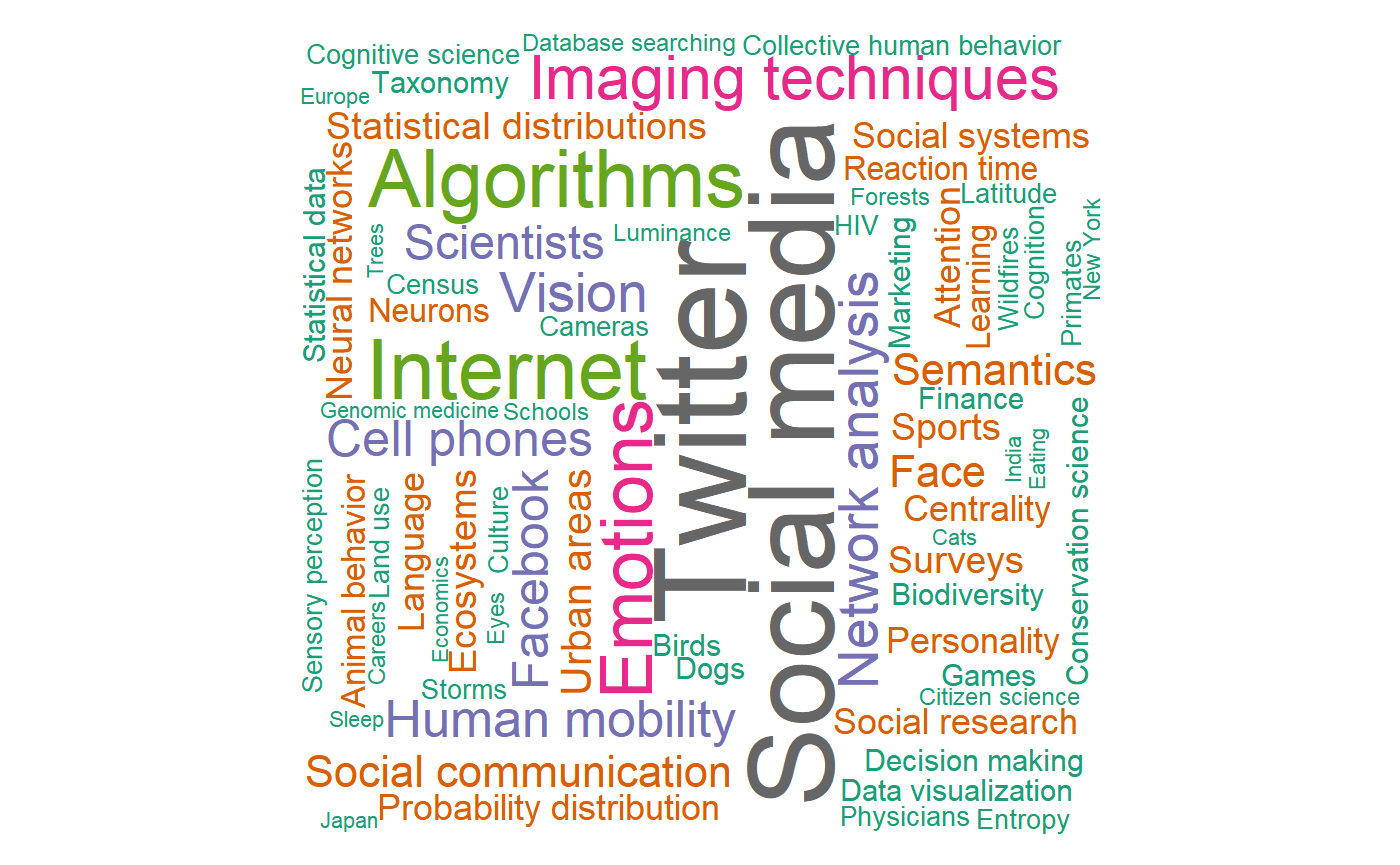 Cognitive science
Database searching
Collective human behavior
Taxonomy
Imaging techniques
Europe
Statistical distributions
Social systems
Algorithms
Reaction time
Statistical data
Neural networks
Forests
Latitude
Trees
Scientists
Luminance
HIV
Marketing
Attention
Learning
Wildfires
Cognition
Primates
New York
Census
Vision
Neurons
Cameras
Internet
Twitter
Social media
Network analysis
Semantics
Finance
Genomic medicine
Schools
Cell phones
Emotions
Sports
India
Eating
Conservation science
Face
Centrality
Cats
Surveys
Biodiversity
Sensory perception
Animal behavior
Land use
Careers
Language
Economics
Ecosystems
Culture
Eyes
Facebook
Urban areas
Birds
Dogs
Personality
Games
Citizen science
Storms
Sleep
Human mobility
Social research
Social communication
Decision making
Data visualization
Probability distribution
Japan
Physicians
Entropy